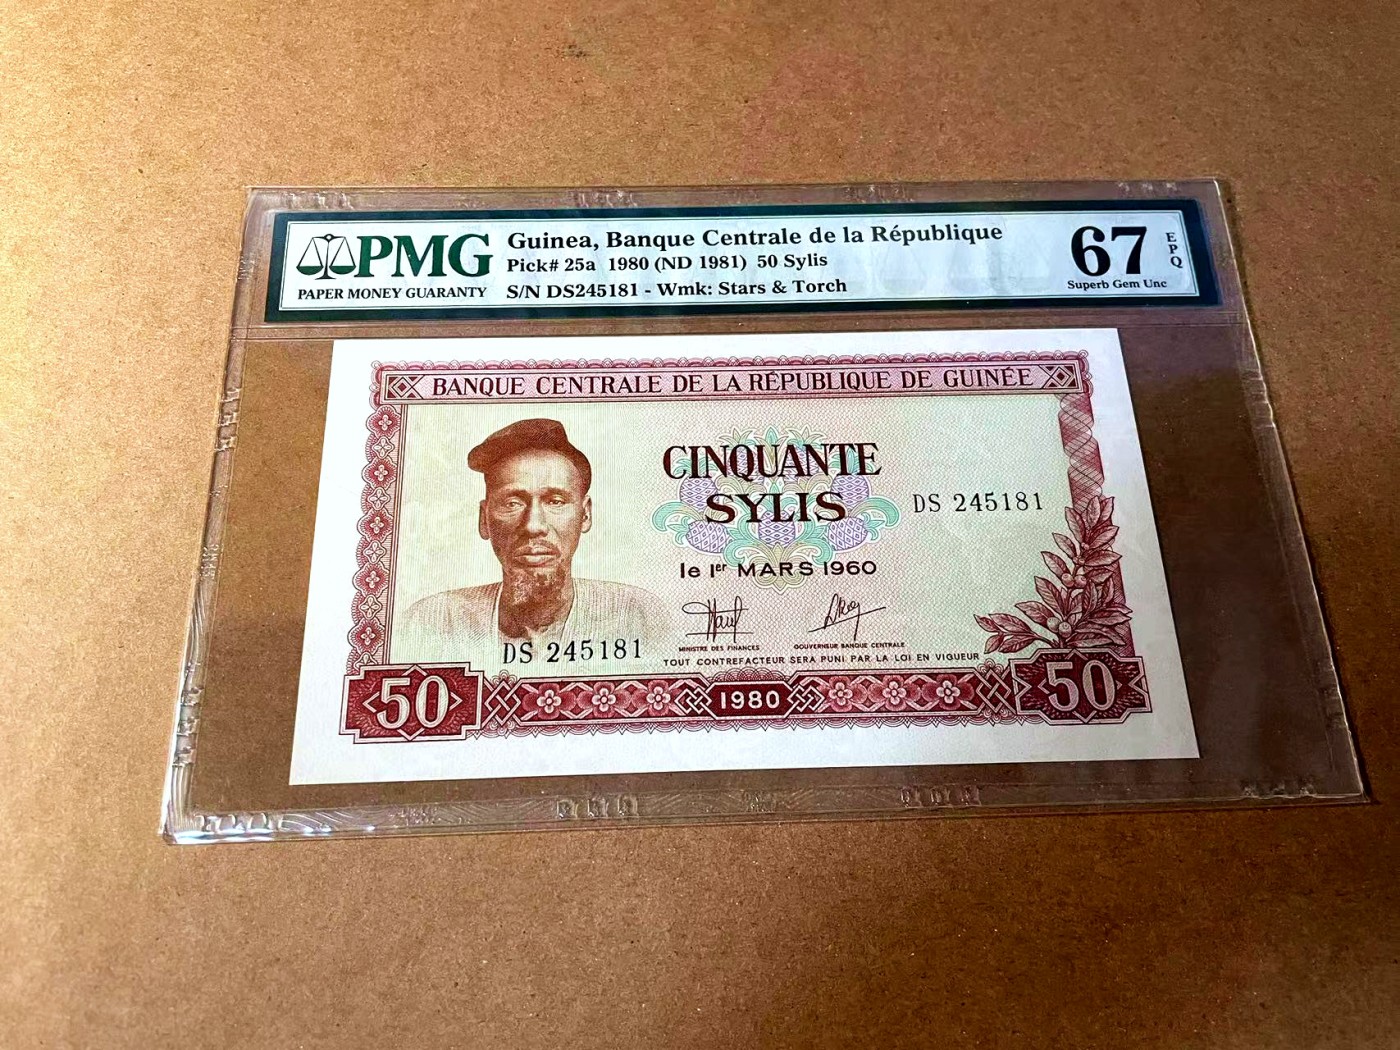 PMG
PAPER MONEY GUARANTY
Guinea, Banque Centrale de la République
Pick# 25a 1980 (ND 1981) 50 Sylis
S/N DS245181 - Wmk: Stars & Torch
67
EPQ
Superb Gem Unc
BANQUE CENTRALE DE LA RÉPUBLIQUE DE GUINÉE
CINQUANTE
SYLIS
DS 245181
le 1er MARS 1960
DS 245181
MINISTRE DES FINANCES
GOUVERNEUR BANQUE CENTRALE
TOUT CONTREFACTEUR SERA PUNI PAR LA LOI EN VIGUEUR
50
1980
50